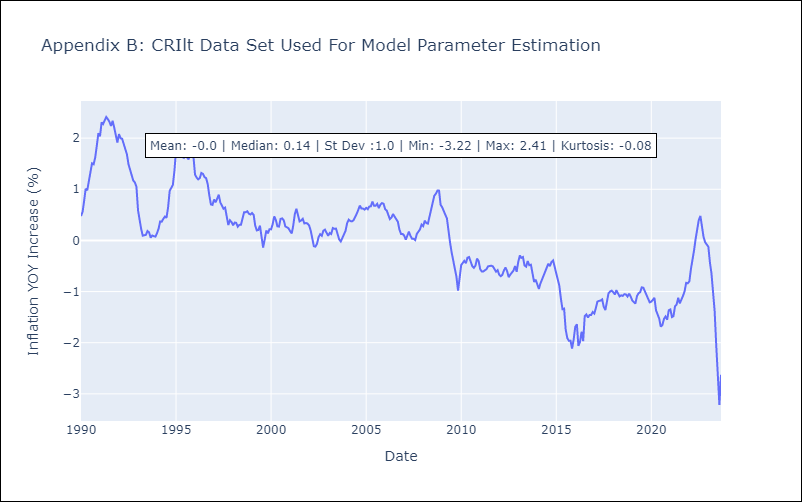 Appendix B: CRIlt Data Set Used For Model Parameter Estimation
Mean: -0.0 | Median: 0.14 | St Dev :1.0 | Min: -3.22 | Max: 2.41 | Kurtosis: -0.08
Inflation YOY Increase (%)
2
1
0
−1
−2
−3
1990 1995 2000 2005 2010 2015 2020
Date